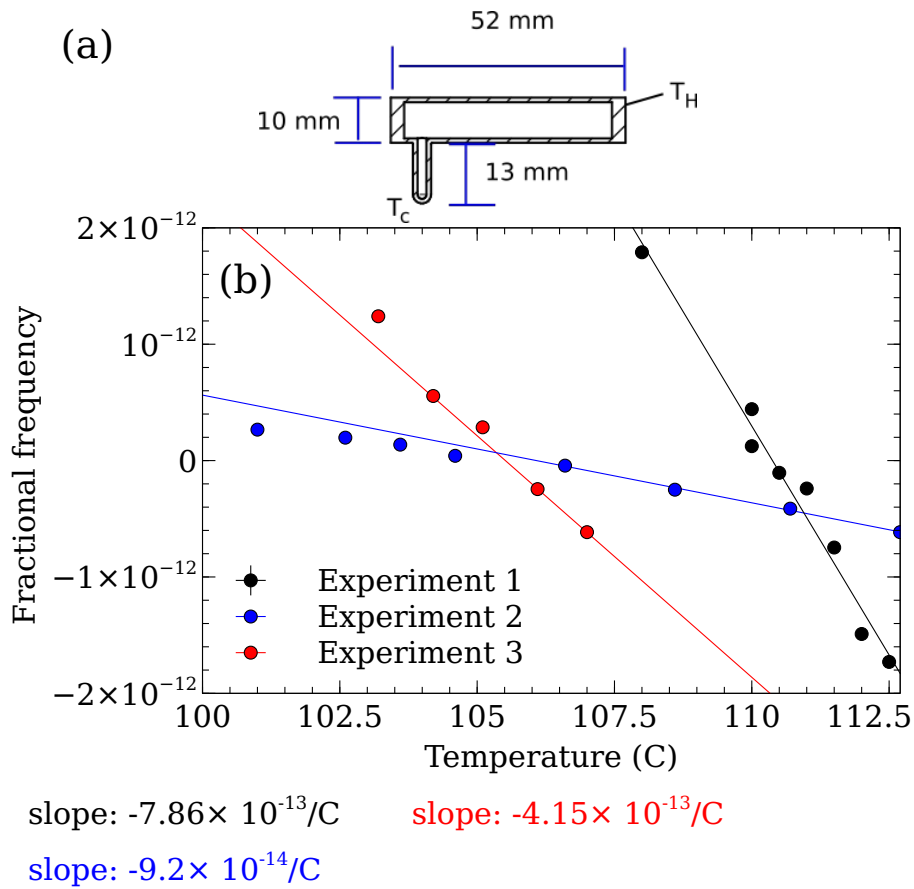 (a)
52 mm
T_H
10 mm
13 mm
T_c
(b)
2×10⁻¹²
10⁻¹²
0
−1×10⁻¹²
−2×10⁻¹²
Fractional frequency
Experiment 1
Experiment 2
Experiment 3
100 102.5 105 107.5 110 112.5
Temperature (C)
slope: -7.86× 10⁻¹³/C slope: -4.15× 10⁻¹³/C
slope: -9.2× 10⁻¹⁴/C